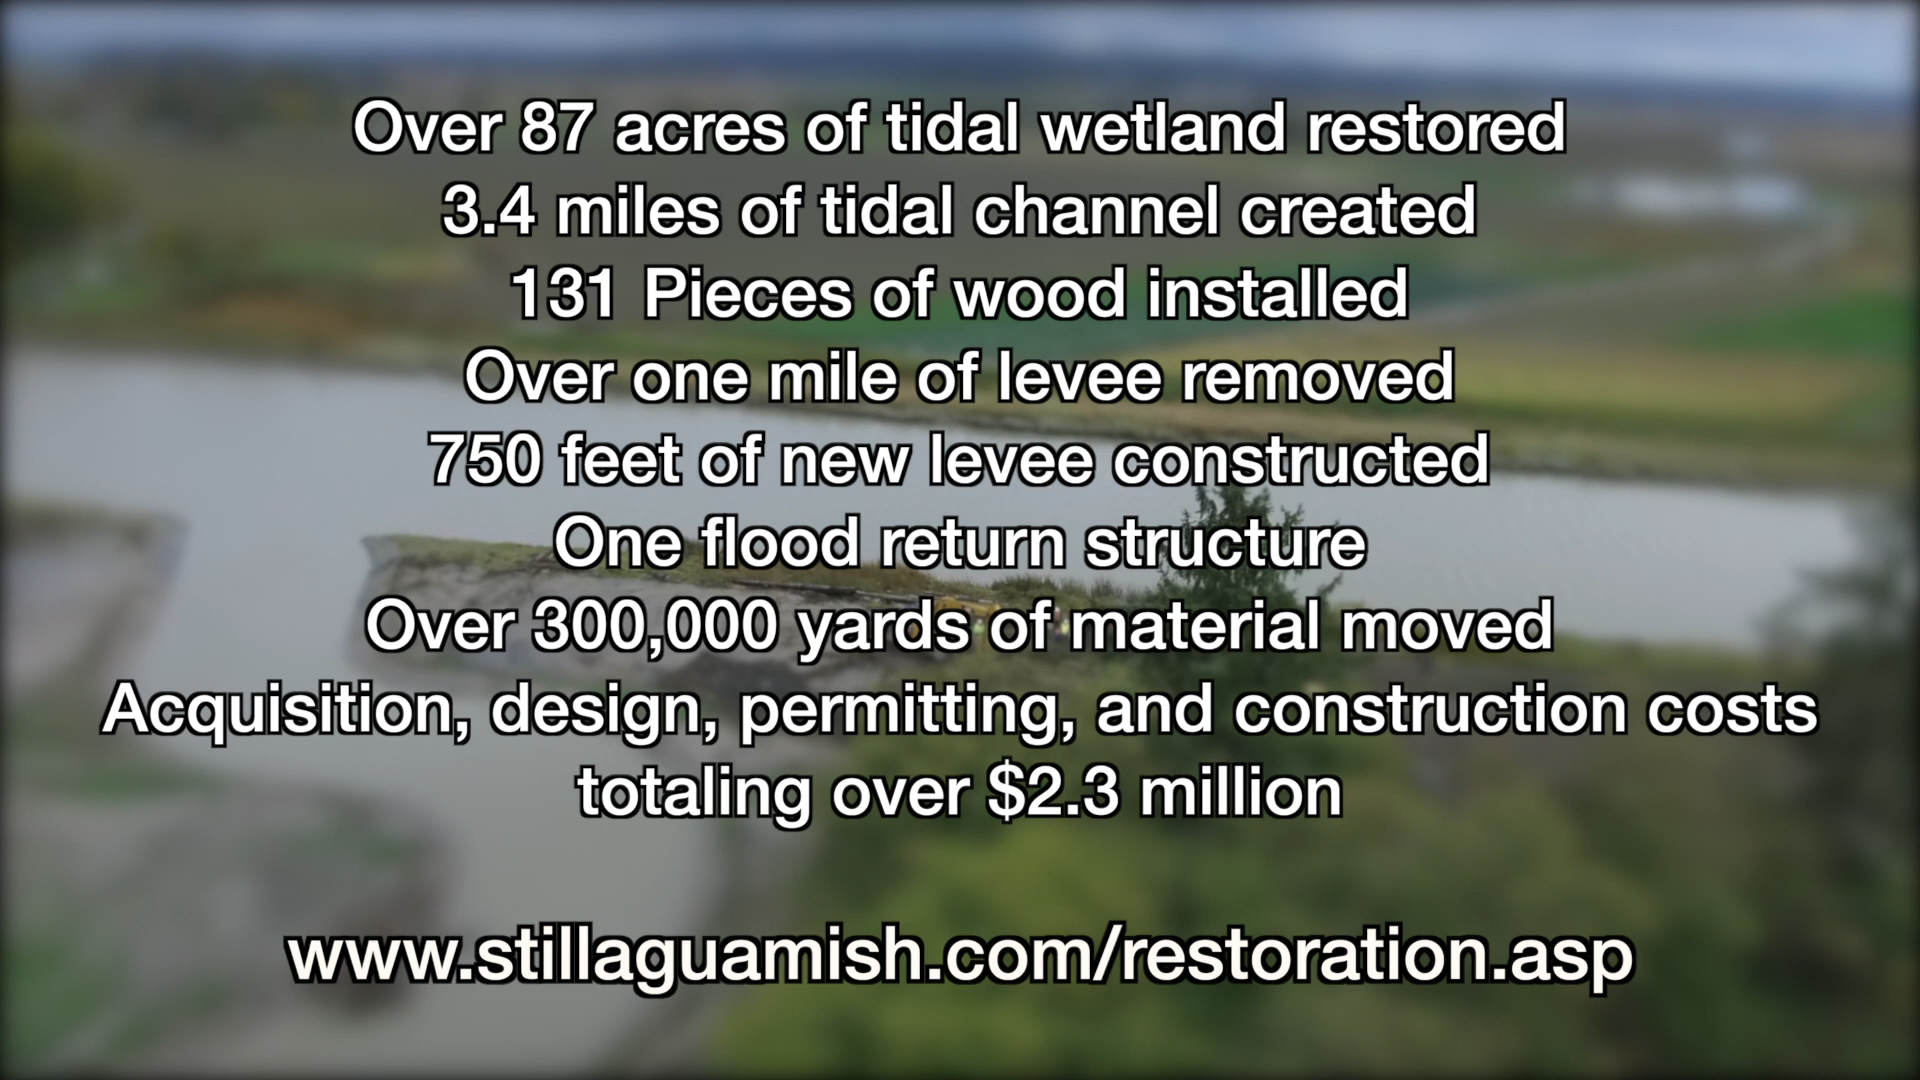 Over 87 acres of tidal wetland restored
3.4 miles of tidal channel created
131 Pieces of wood installed
Over one mile of levee removed
750 feet of new levee constructed
One flood return structure
Over 300,000 yards of material moved
Acquisition, design, permitting, and construction costs
totaling over $2.3 million
www.stillaguamish.com/restoration.asp